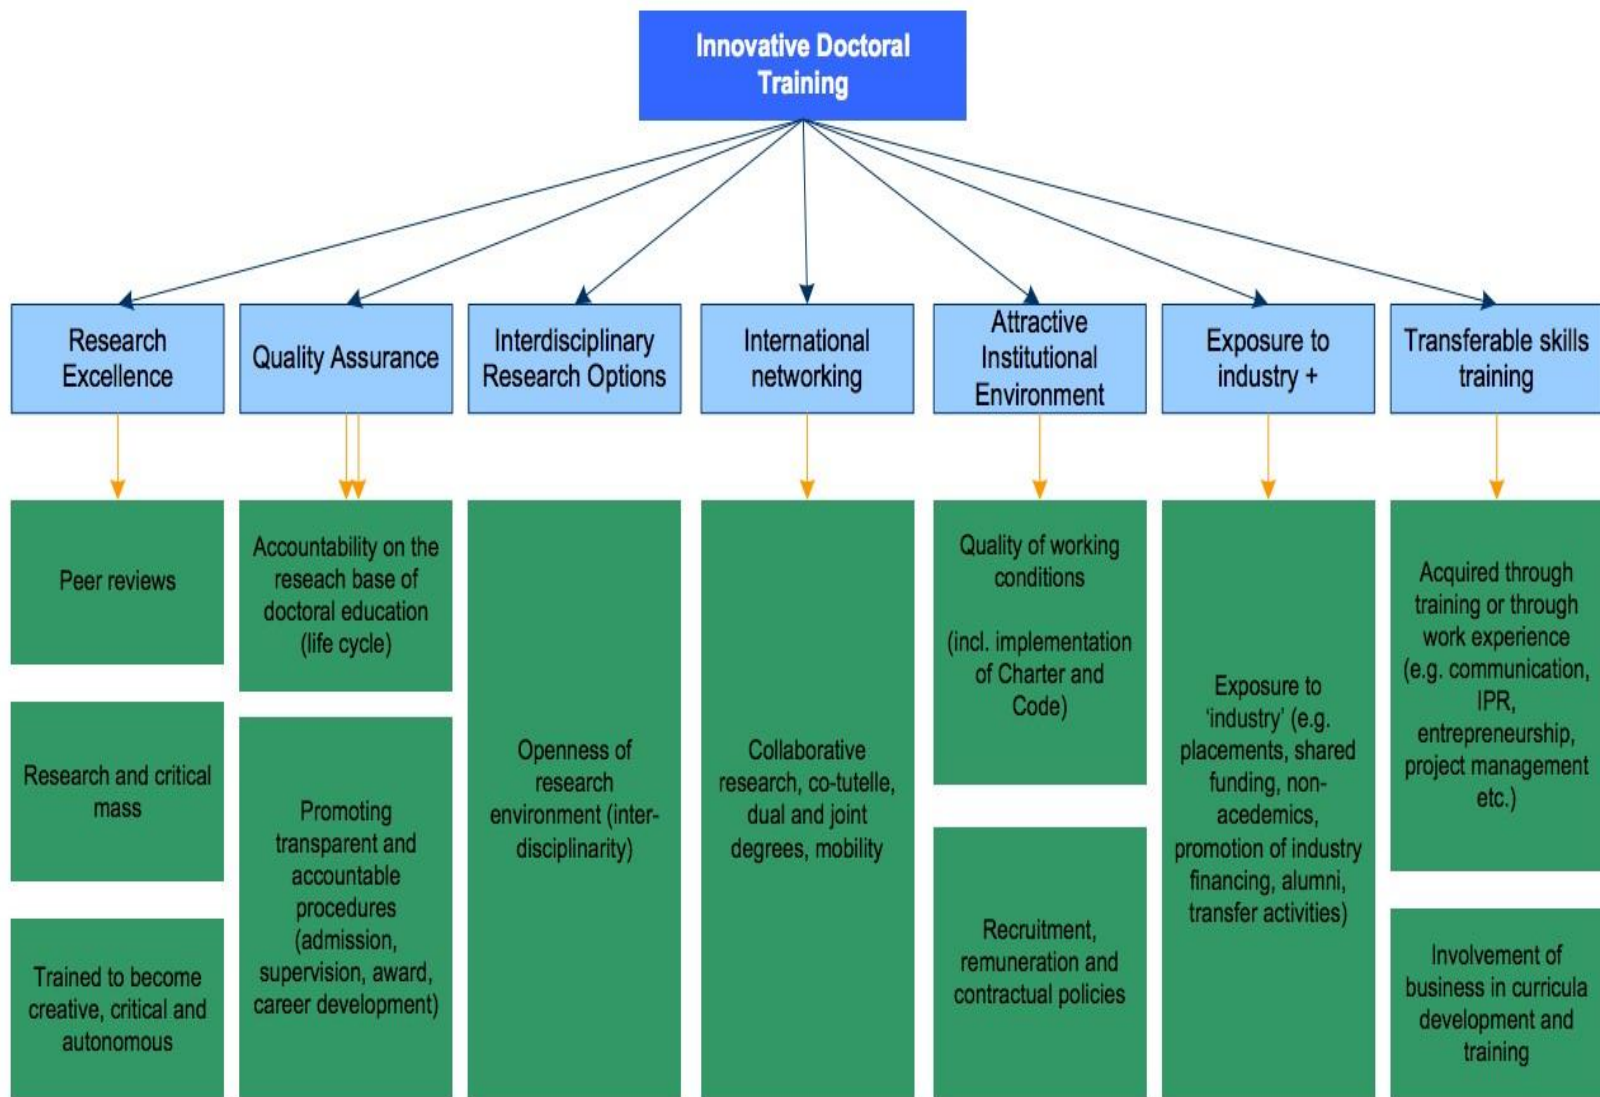 Innovative Doctoral
Training
Research
Excellence
Quality Assurance
Interdisciplinary
Research Options
International
networking
Attractive
Institutional
Environment
Exposure to
industry +
Transferable skills
training
Peer reviews
Research and critical
mass
Trained to become
creative, critical and
autonomous
Accountability on the
reseach base of
doctoral education
(life cycle)
Promoting
transparent and
accountable
procedures
(admission,
supervision, award,
career development)
Openness of
research
environment (inter-
disciplinarity)
Collaborative
research, co-tutelle,
dual and joint
degrees, mobility
Quality of working
conditions
(incl. implementation
of Charter and
Code)
Recruitment,
remuneration and
contractual policies
Exposure to
‘industry’ (e.g.
placements, shared
funding, non-
acedemics,
promotion of industry
financing, alumni,
transfer activities)
Acquired through
training or through
work experience
(e.g. communication,
IPR,
entrepreneurship,
project management
etc.)
Involvement of
business in curricula
development and
training